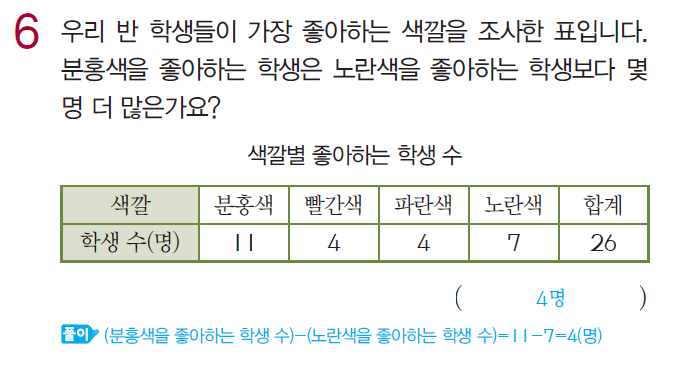 6 우리 반 학생들이 가장 좋아하는 색깔을 조사한 표입니다.
분홍색을 좋아하는 학생은 노란색을 좋아하는 학생보다 몇
명 더 많은가요?
색깔별 좋아하는 학생 수
색깔 분홍색 빨간색 파란색 노란색 합계
학생 수(명) 11 4 4 7 26
( 4명 )
풀이 (분홍색을 좋아하는 학생 수)-(노란색을 좋아하는 학생 수)=11-7=4(명)